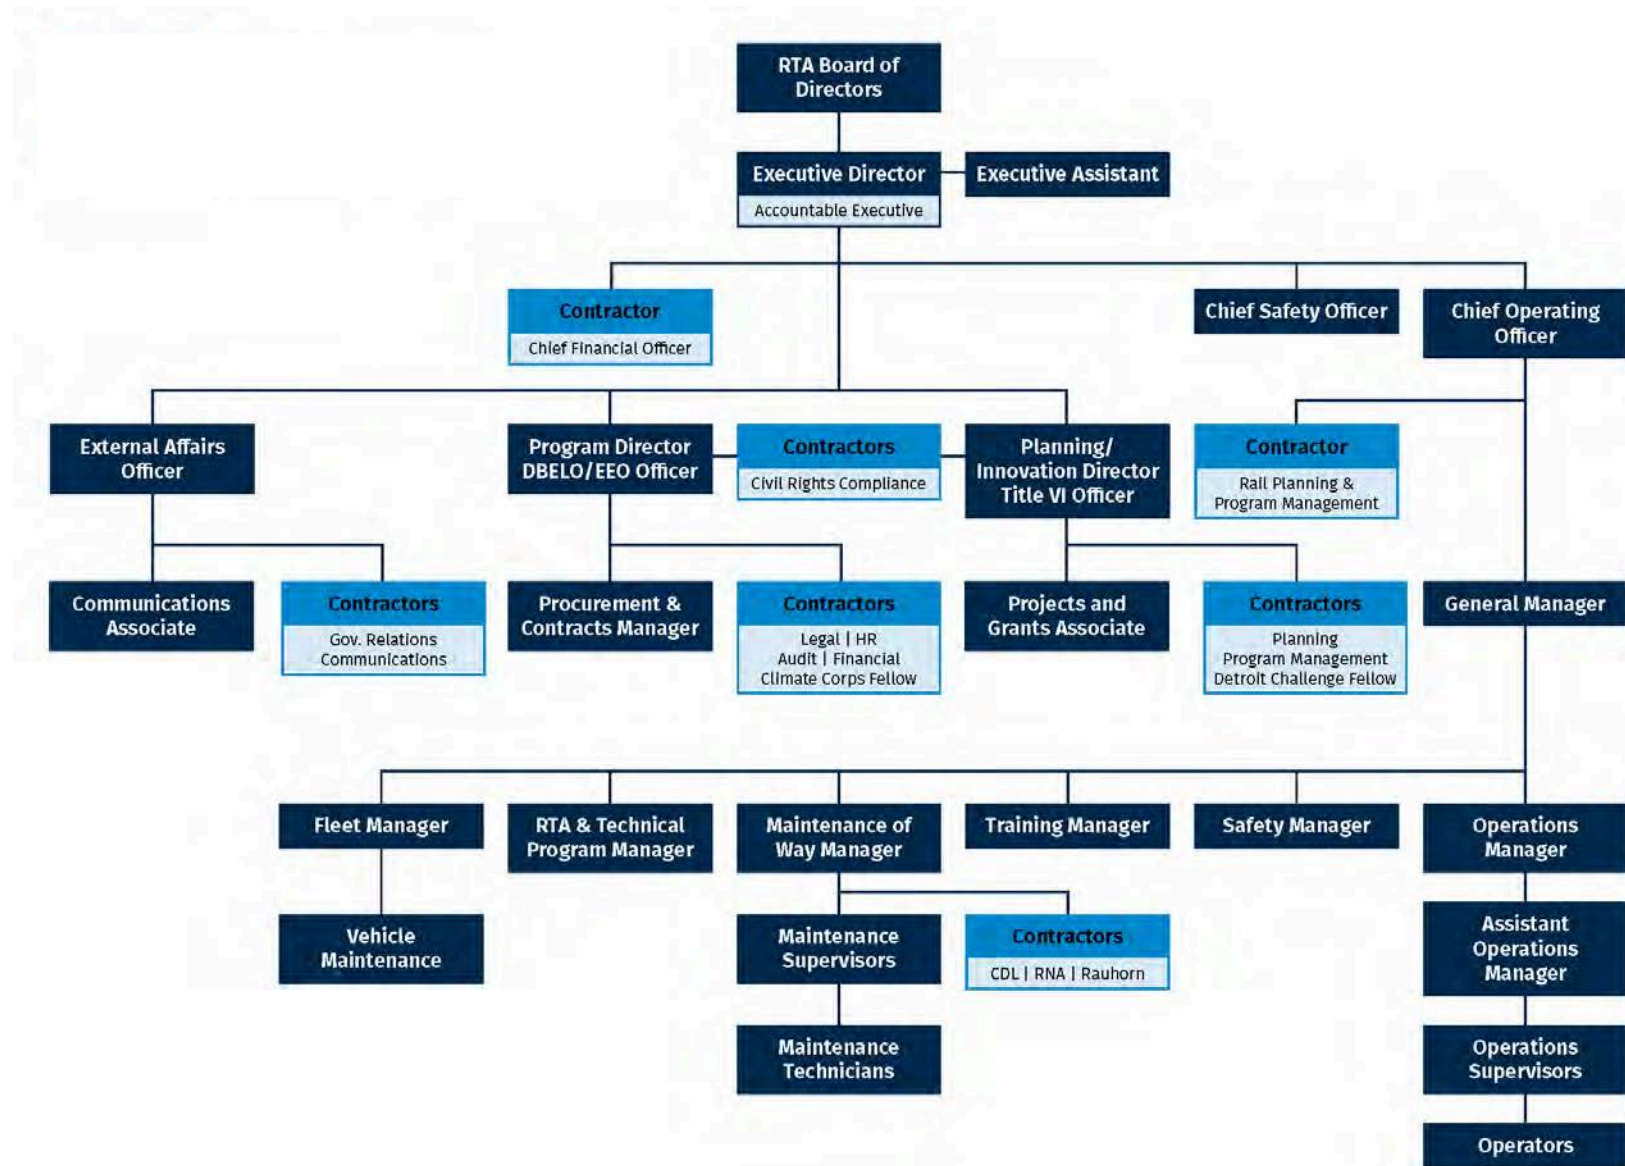 RTA Board of
Directors
Executive Director
Accountable Executive
Executive Assistant
Contractor
Chief Financial Officer
Chief Safety Officer
Chief Operating
Officer
External Affairs
Officer
Program Director
DBELO/EEO Officer
Contractors
Civil Rights Compliance
Planning/
Innovation Director
Title VI Officer
Contractor
Rail Planning &
Program Management
Communications
Associate
Contractors
Gov. Relations
Communications
Procurement &
Contracts Manager
Contractors
Legal | HR
Audit | Financial
Climate Corps Fellow
Projects and
Grants Associate
Contractors
Planning
Program Management
Detroit Challenge Fellow
General Manager
Fleet Manager
RTA & Technical
Program Manager
Maintenance of
Way Manager
Training Manager
Safety Manager
Operations
Manager
Vehicle
Maintenance
Maintenance
Supervisors
Contractors
CDL | RNA | Rauhorn
Assistant
Operations
Manager
Maintenance
Technicians
Operations
Supervisors
Operators